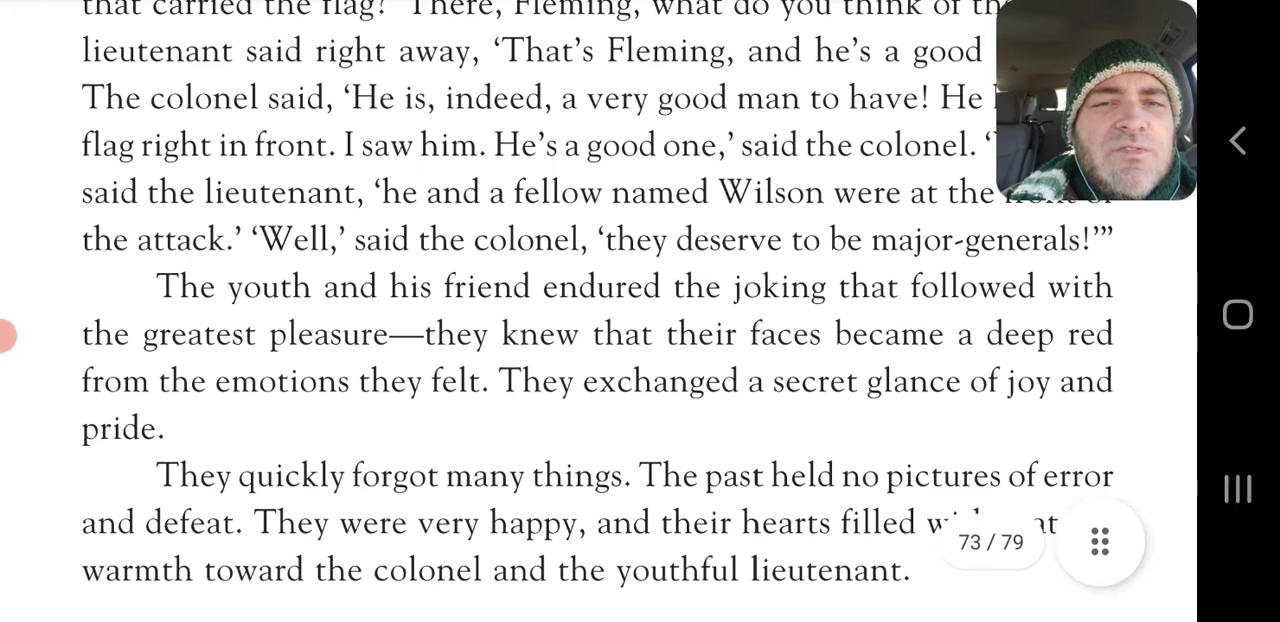 that carried the flag? There, Fleming, what do you think of
lieutenant said right away, ‘That’s Fleming, and he’s a good
The colonel said, ‘He is, indeed, a very good man to have! He
flag right in front. I saw him. He’s a good one,’ said the colonel.
said the lieutenant, ‘he and a fellow named Wilson were at the
the attack.’ ‘Well,’ said the colonel, ‘they deserve to be major-generals!’”
The youth and his friend endured the joking that followed with
the greatest pleasure—they knew that their faces became a deep red
from the emotions they felt. They exchanged a secret glance of joy and
pride.
They quickly forgot many things. The past held no pictures of error
and defeat. They were very happy, and their hearts filled
warmth toward the colonel and the youthful lieutenant.
73 / 79